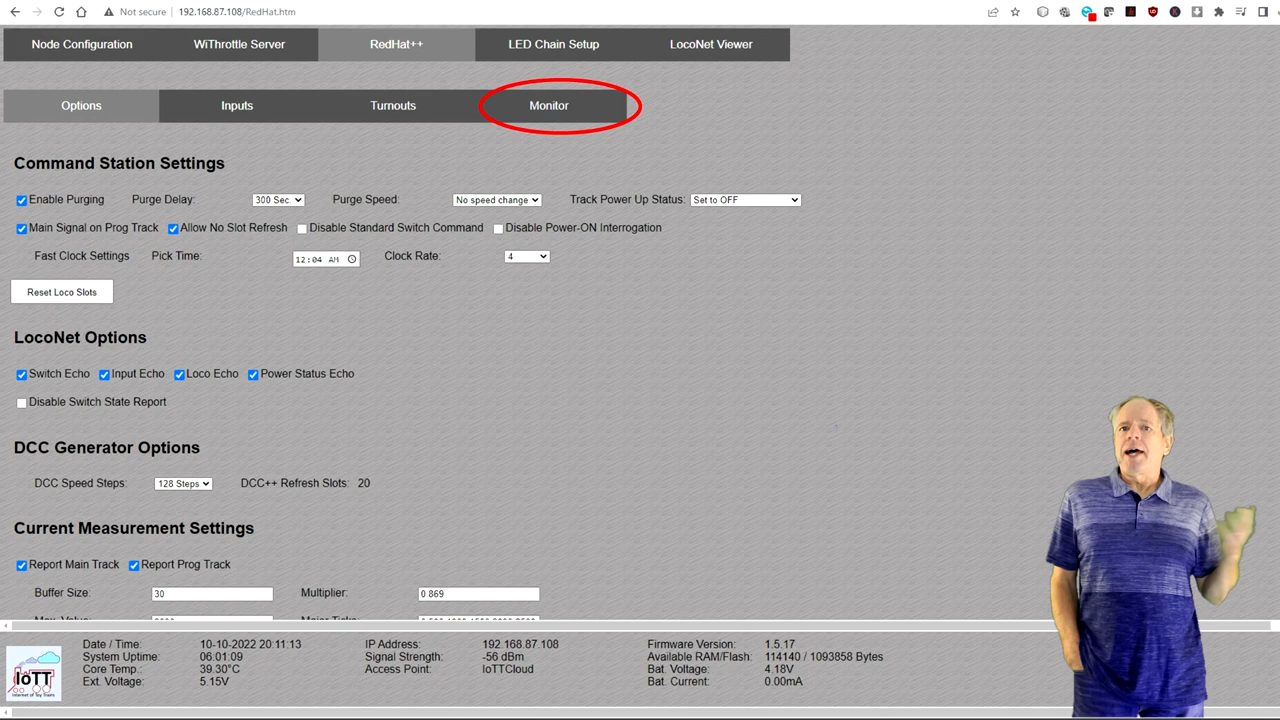 Not secure | 192.168.87.108/RedHat.htm
Node Configuration WiThrottle Server RedHat++ LED Chain Setup LocoNet Viewer
Options Inputs Turnouts Monitor
Command Station Settings
Enable Purging Purge Delay: 300 Sec. Purge Speed: No speed change Track Power Up Status: Set to OFF
Main Signal on Prog Track Allow No Slot Refresh Disable Standard Switch Command Disable Power-ON Interrogation
Fast Clock Settings Pick Time: 12:04 AM Clock Rate: 4
Reset Loco Slots
LocoNet Options
Switch Echo Input Echo Loco Echo Power Status Echo
Disable Switch State Report
DCC Generator Options
DCC Speed Steps: 128 Steps DCC++ Refresh Slots: 20
Current Measurement Settings
Report Main Track Report Prog Track
Buffer Size: 30 Multiplier: 0.869
Date / Time: 10-10-2022 20:11:13 IP Address: 192.168.87.108 Firmware Version: 1.5.17
System Uptime: 06:01:09 Signal Strength: -56 dBm Available RAM/Flash: 114140 / 1093858 Bytes
Core Temp.: 39.30°C Access Point: IoTTCloud Bat. Voltage: 4.18V
Ext. Voltage: 5.15V Bat. Current: 0.00mA
IoTT
Internet of Toy Trains